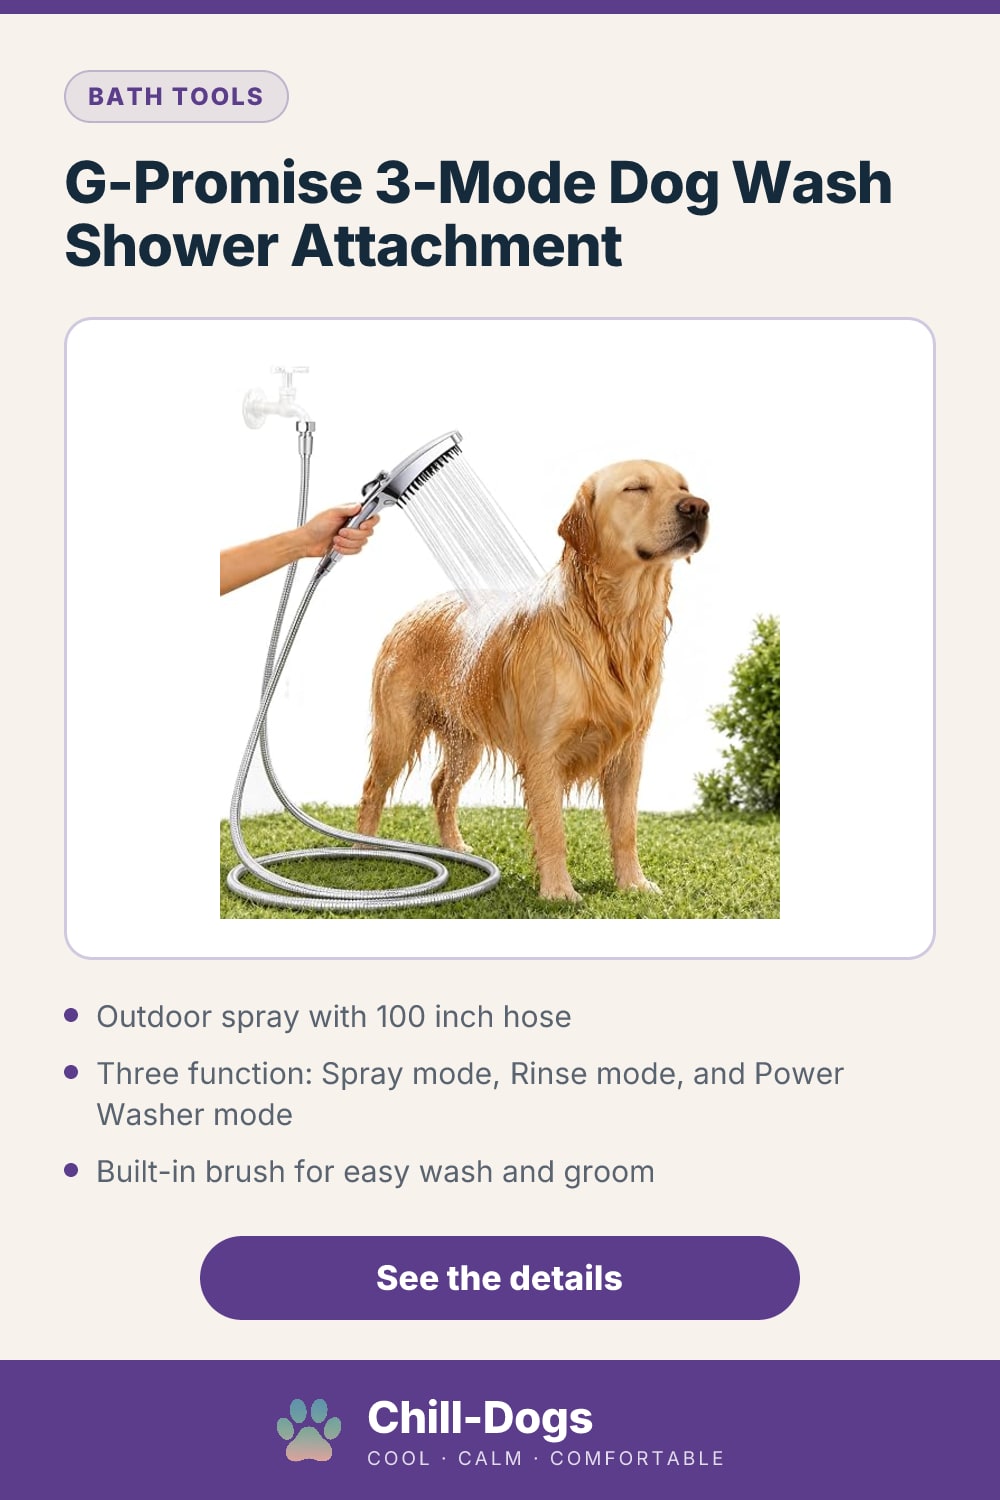 BATH TOOLS
G-Promise 3-Mode Dog Wash
Shower Attachment
Outdoor spray with 100 inch hose
Three function: Spray mode, Rinse mode, and Power
Washer mode
Built-in brush for easy wash and groom
See the details
Chill-Dogs
COOL · CALM · COMFORTABLE